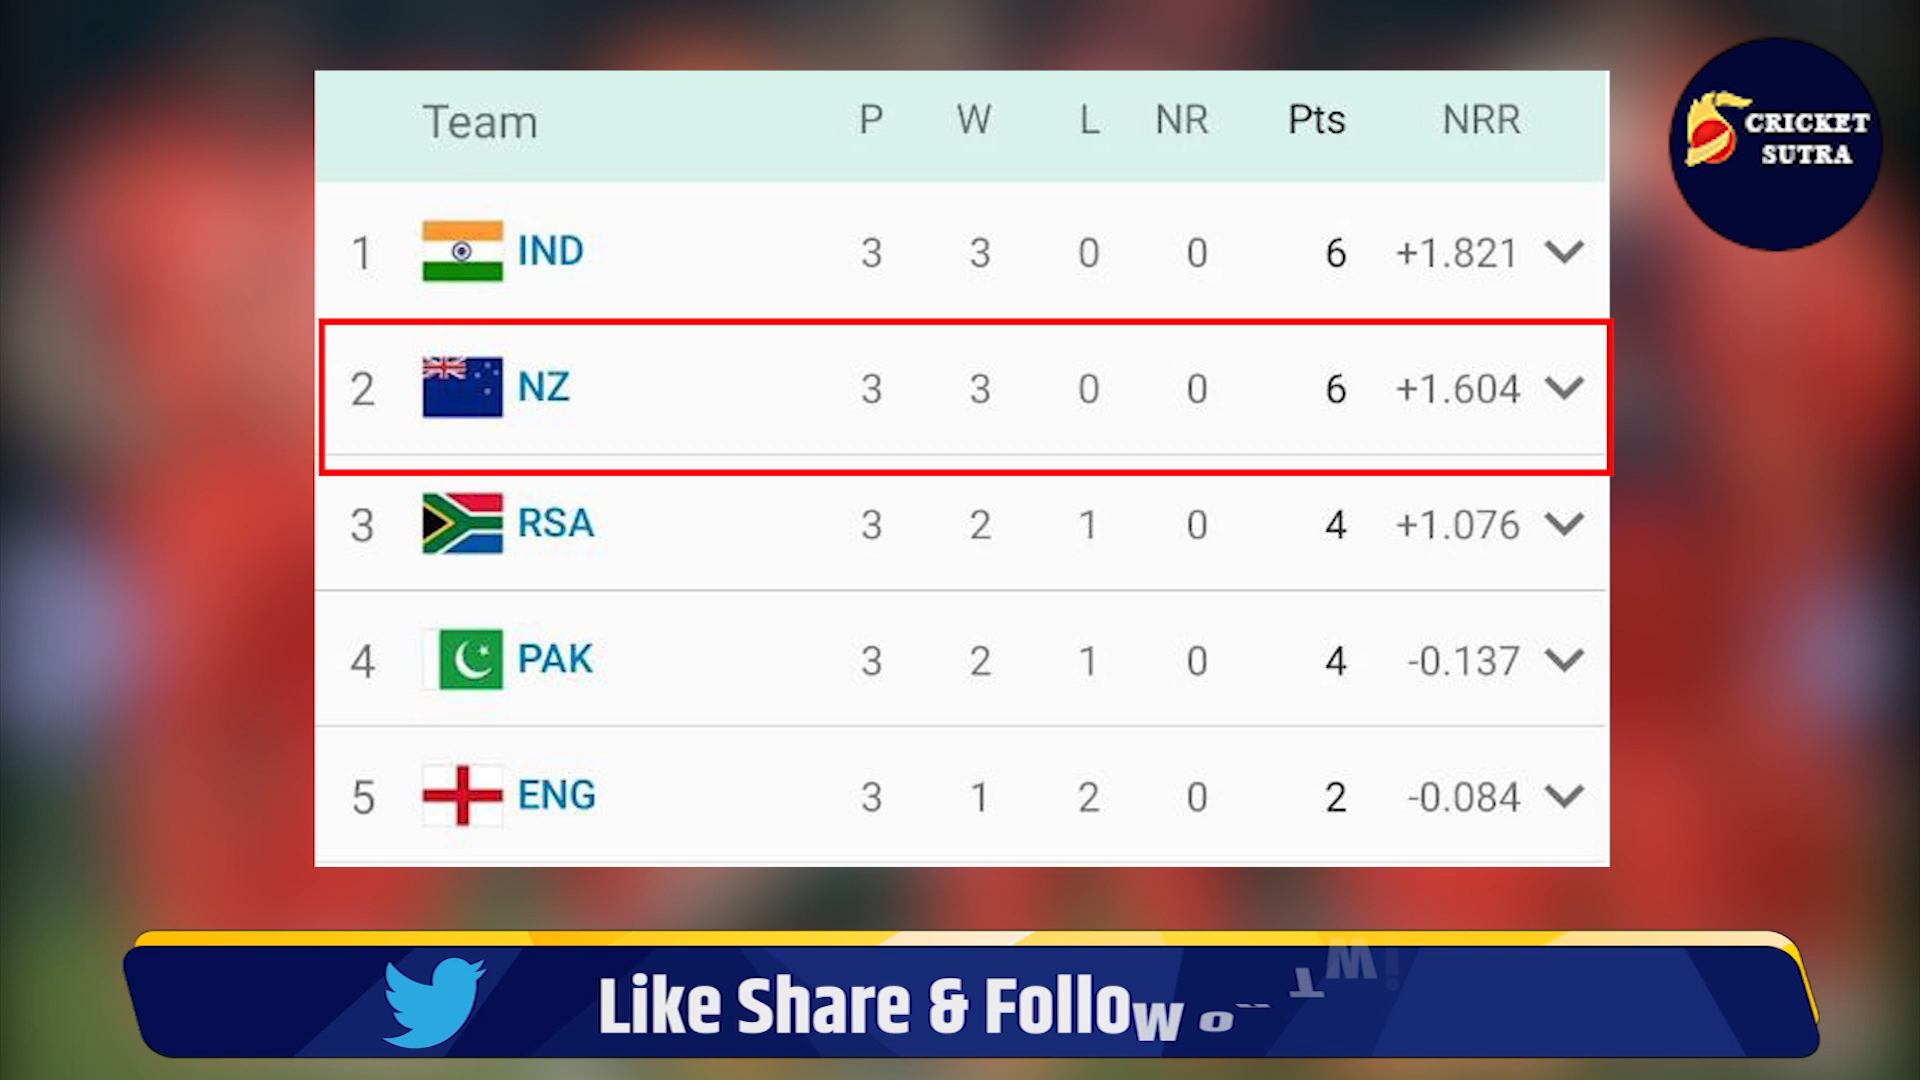 Team P W L NR Pts NRR
1 IND 3 3 0 0 6 +1.821
2 NZ 3 3 0 0 6 +1.604
3 RSA 3 2 1 0 4 +1.076
4 PAK 3 2 1 0 4 -0.137
5 ENG 3 1 2 0 2 -0.084
CRICKET
SUTRA
Like Share & Follow